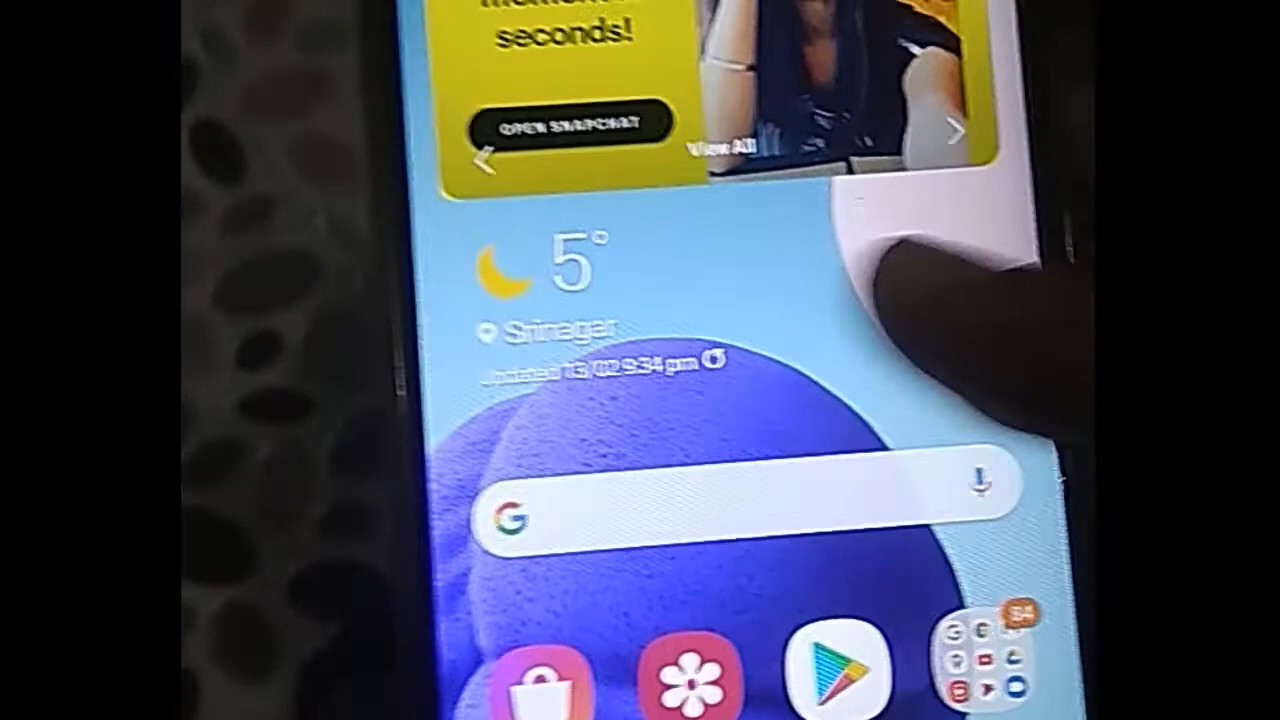 seconds!
OPEN SNAPCHAT
View All
5°
Srinagar
Updated 13/02 9:34 pm
G